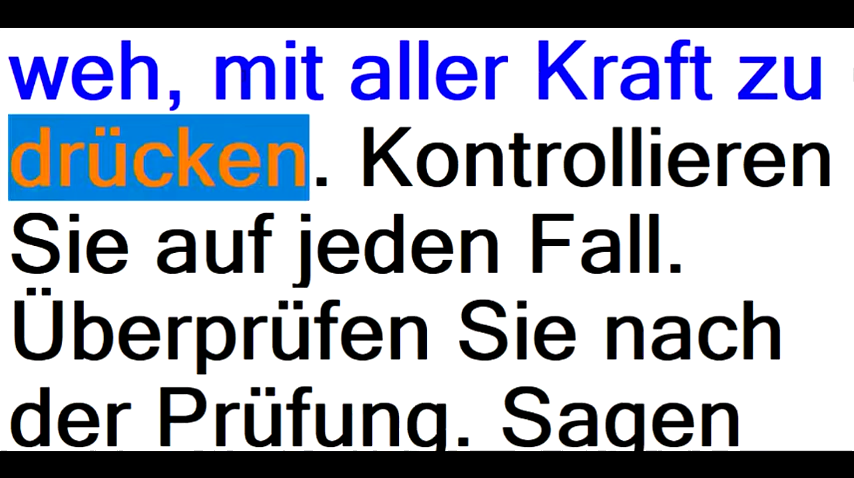 weh, mit aller Kraft zu
drücken. Kontrollieren
Sie auf jeden Fall.
Überprüfen Sie nach
der Prüfung. Sagen